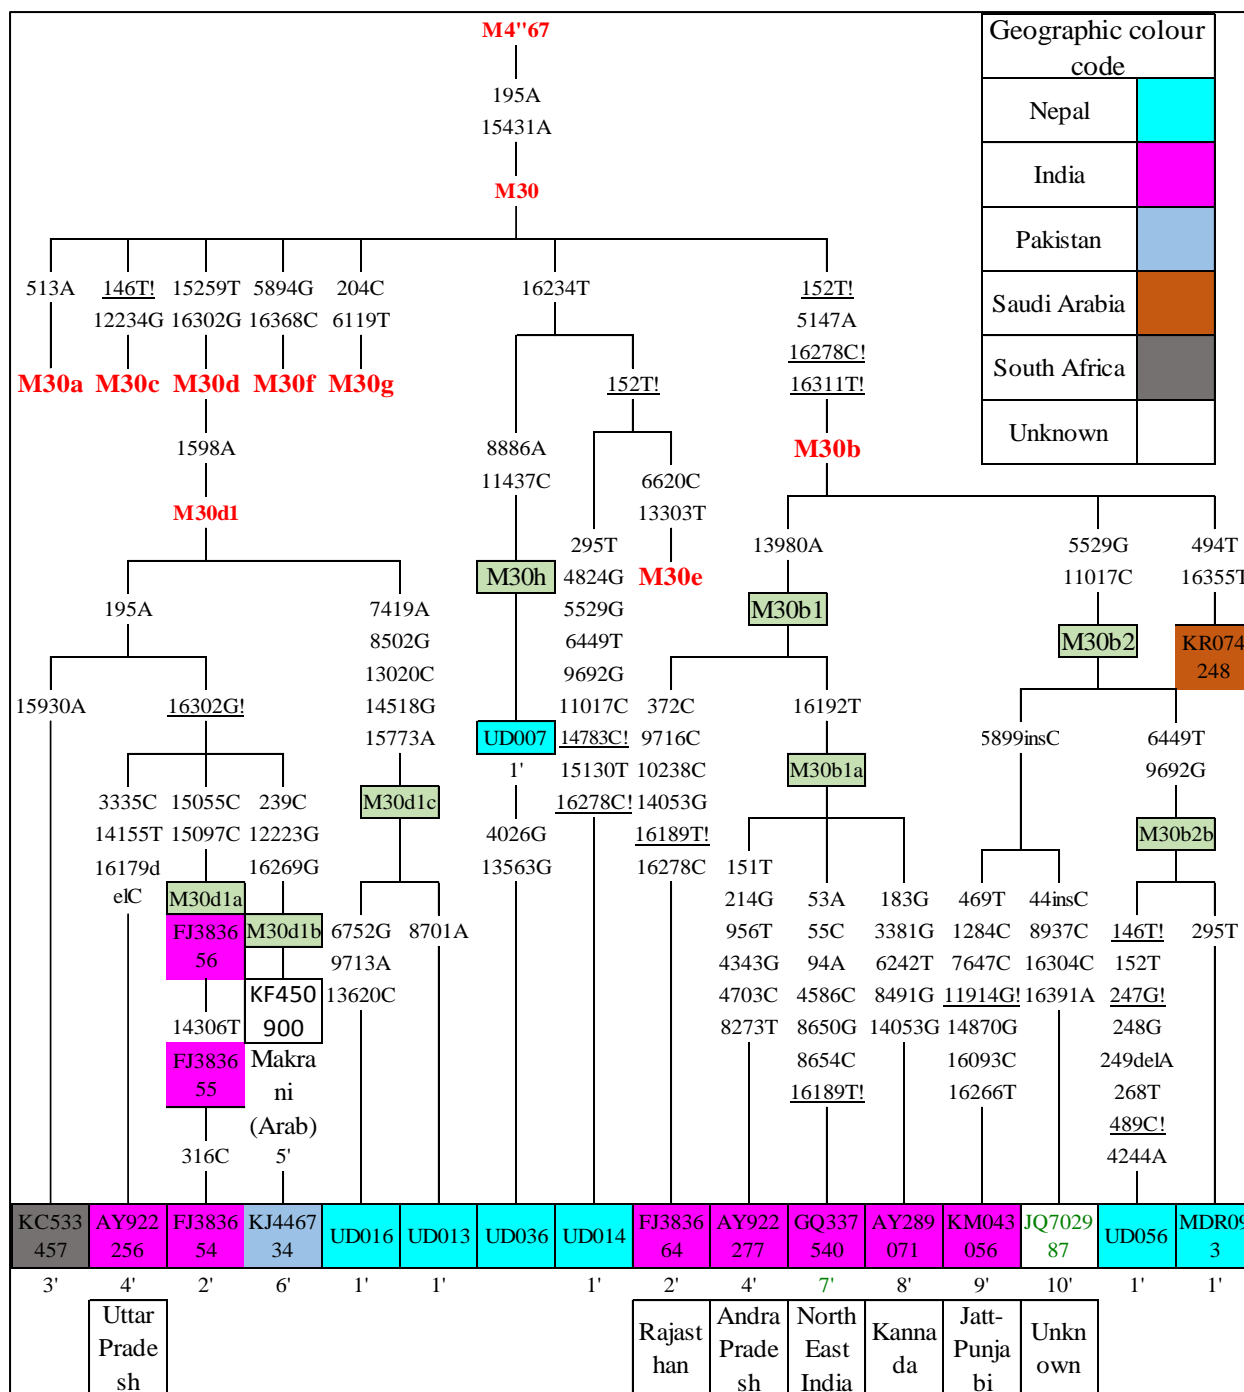 M4''67
195A
15431A
M30
Geographic colour
code
Nepal
India
Pakistan
Saudi Arabia
South Africa
Unknown
513A
146T!
12234G
15259T
16302G
5894G
16368C
204C
6119T
16234T
152T!
5147A
16278C!
16311T!
M30a
M30c
M30d
M30f
M30g
152T!
M30b
1598A
M30d1
8886A
11437C
M30h
6620C
13303T
M30e
295T
4824G
5529G
6449T
9692G
11017C
14783C!
15130T
16278C!
13980A
M30b1
5529G
11017C
M30b2
494T
16355T
KR074
248
195A
7419A
8502G
13020C
14518G
15773A
M30d1c
15930A
16302G!
UD007
1'
4026G
13563G
372C
9716C
10238C
14053G
16189T!
16278C
16192T
M30b1a
5899insC
6449T
9692G
M30b2b
3335C
14155T
16179d
elC
15055C
15097C
M30d1a
FJ3836
56
14306T
FJ3836
55
316C
239C
12223G
16269G
M30d1b
KF450
900
Makra
ni
(Arab)
5'
6752G
9713A
13620C
8701A
151T
214G
956T
4343G
4703C
8273T
53A
55C
94A
4586C
8650G
8654C
16189T!
183G
3381G
6242T
8491G
14053G
469T
1284C
7647C
11914G!
14870G
16093C
16266T
44insC
8937C
16304C
16391A
146T!
152T
247G!
248G
249delA
268T
489C!
4244A
295T
KC533
457
AY922
256
FJ3836
54
KJ4467
34
UD016
UD013
UD036
UD014
FJ3836
64
AY922
277
GQ337
540
AY289
071
KM043
056
JQ7029
87
UD056
MDR09
3
3'
4'
2'
6'
1'
1'
1'
2'
4'
7'
8'
9'
10'
1'
1'
Uttar
Prade
sh
Rajast
han
Andra
Prade
sh
North
East
India
Kanna
da
Jatt-
Punja
bi
Unkn
own